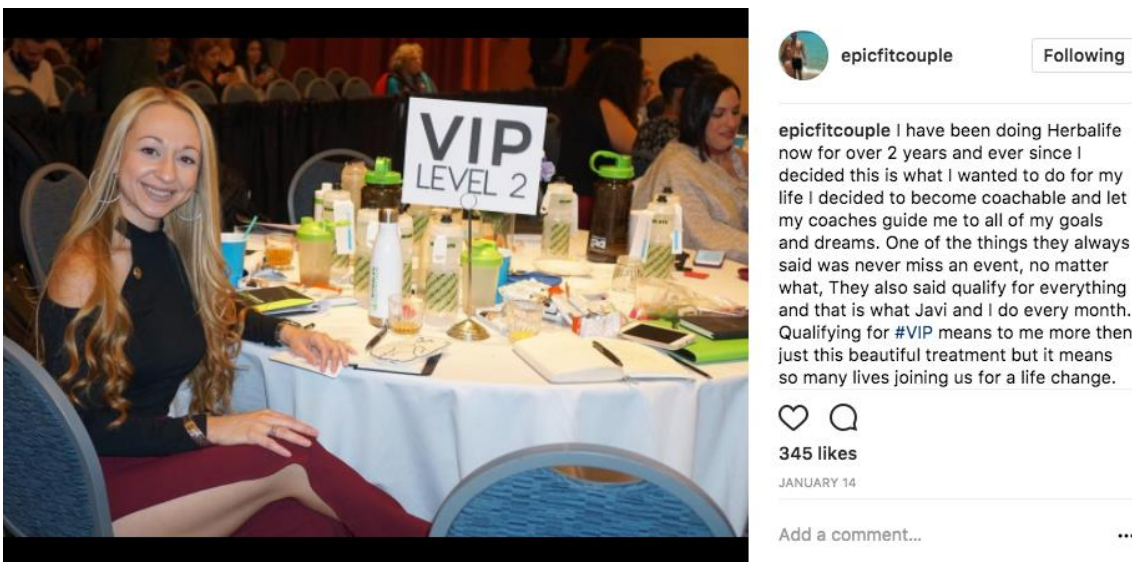 VIP
LEVEL 2
epicfitcouple
Following
epicfitcouple I have been doing Herbalife
now for over 2 years and ever since I
decided this is what I wanted to do for my
life I decided to become coachable and let
my coaches guide me to all of my goals
and dreams. One of the things they always
said was never miss an event, no matter
what, They also said qualify for everything
and that is what Javi and I do every month.
Qualifying for #VIP means to me more then
just this beautiful treatment but it means
so many lives joining us for a life change.
345 likes
JANUARY 14
Add a comment...